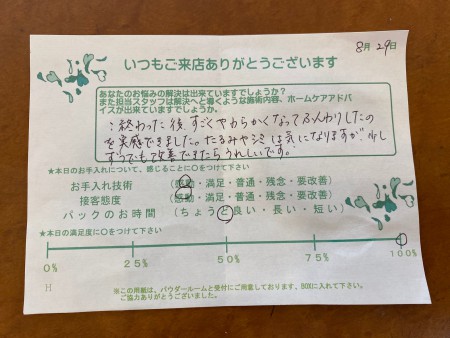 8月29日
いつもご来店ありがとうございます
あなたのお悩みの解決は出来ていますでしょうか？
また担当スタッフは解決へと導くような施術内容、ホームケアアドバ
イスが出来ていますでしょうか。
：終わった後、すごくやわらかくなってふんわりしたの
を実感できました。たるみやシミは気になりますが少し
ずつでも改善できたらうれしいです。
★本日のお手入れについて、感じることに○をつけて下さい
お手入れ技術 （感動・満足・普通・残念・要改善）
接客態度 （感動・満足・普通・残念・要改善）
パックのお時間 （ちょうど良い・長い・短い）
★本日の満足度に○をつけて下さい
0% 25% 50% 75% 100%
H
※この用紙は、パウダールームと受付にご用意しております、BOXに入れて下さい。
ご協力ありがとうございました。